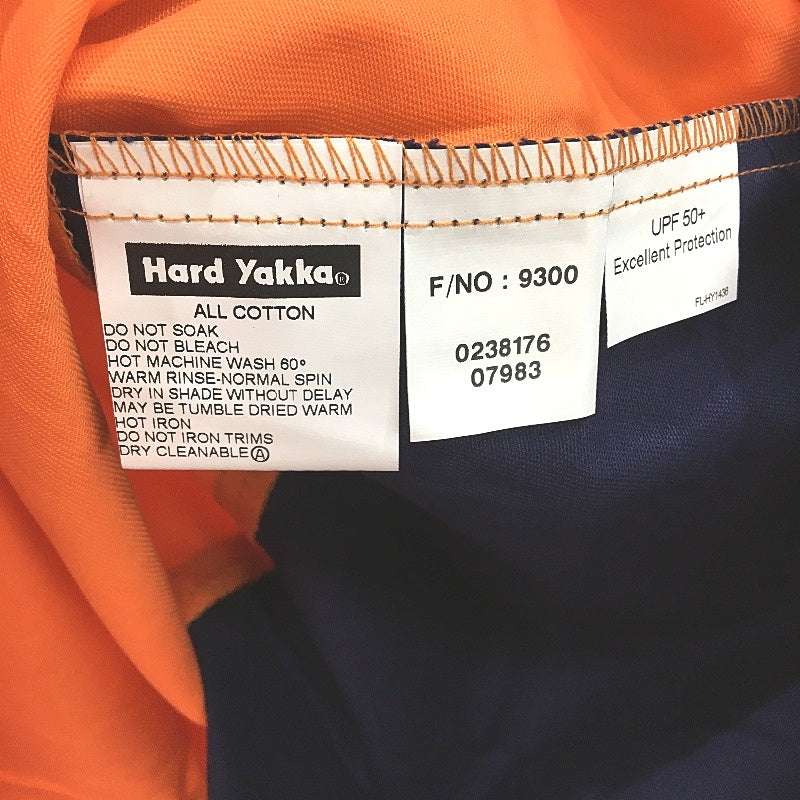 Hard Yakka®
ALL COTTON
DO NOT SOAK
DO NOT BLEACH
HOT MACHINE WASH 60°
WARM RINSE-NORMAL SPIN
DRY IN SHADE WITHOUT DELAY
MAY BE TUMBLE DRIED WARM
HOT IRON
DO NOT IRON TRIMS
DRY CLEANABLE Ⓐ
F/NO : 9300
0238176
07983
UPF 50+
Excellent Protection
FL-HY1436